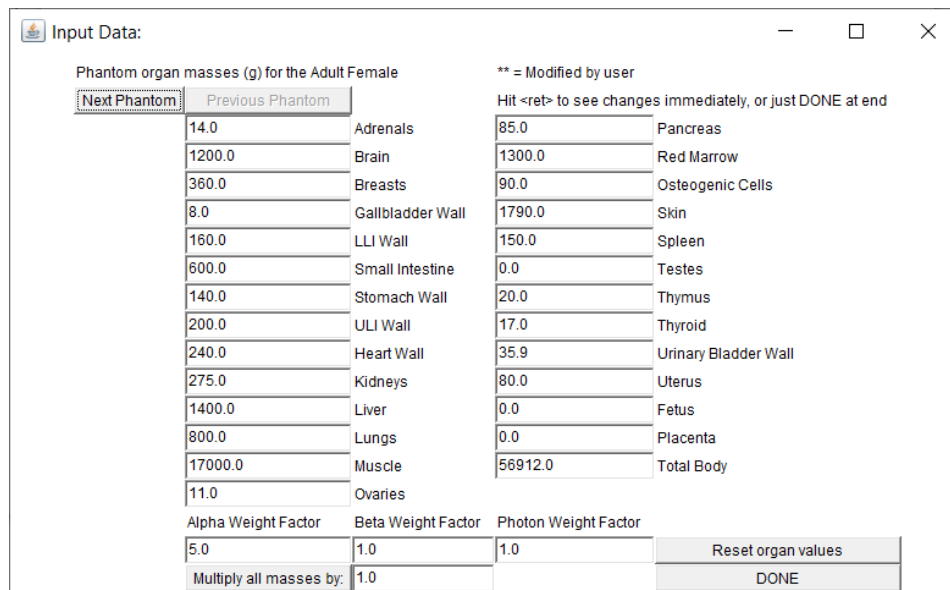 Input Data:
Phantom organ masses (g) for the Adult Female ** = Modified by user
Next Phantom Previous Phantom Hit <ret> to see changes immediately, or just DONE at end
14.0 Adrenals 85.0 Pancreas
1200.0 Brain 1300.0 Red Marrow
360.0 Breasts 90.0 Osteogenic Cells
8.0 Gallbladder Wall 1790.0 Skin
160.0 LLI Wall 150.0 Spleen
600.0 Small Intestine 0.0 Testes
140.0 Stomach Wall 20.0 Thymus
200.0 ULI Wall 17.0 Thyroid
240.0 Heart Wall 35.9 Urinary Bladder Wall
275.0 Kidneys 80.0 Uterus
1400.0 Liver 0.0 Fetus
800.0 Lungs 0.0 Placenta
17000.0 Muscle 56912.0 Total Body
11.0 Ovaries
Alpha Weight Factor Beta Weight Factor Photon Weight Factor
5.0 1.0 1.0 Reset organ values
Multiply all masses by: 1.0 DONE